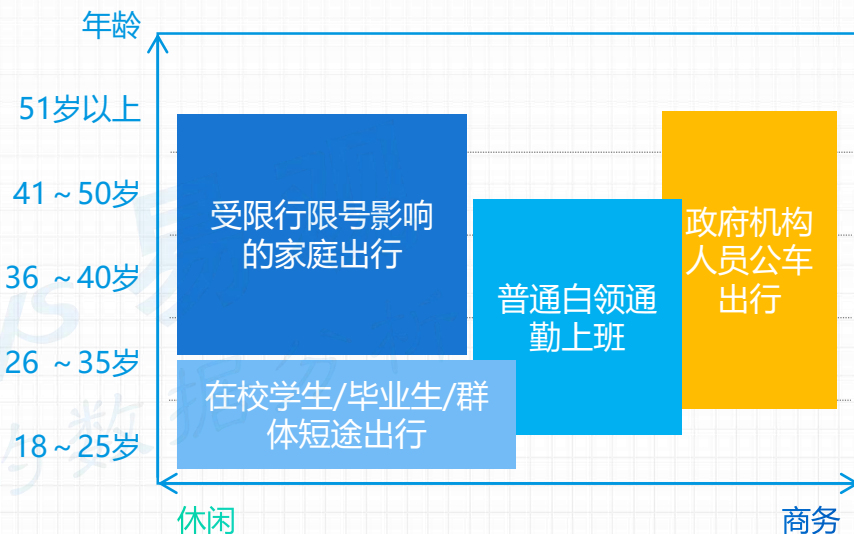 年龄
51岁以上
41～50岁
36 ～40岁
26 ～35岁
18～25岁
受限行限号影响
的家庭出行
政府机构
人员公车
出行
普通白领通
勤上班
在校学生/毕业生/群
体短途出行
休闲
商务